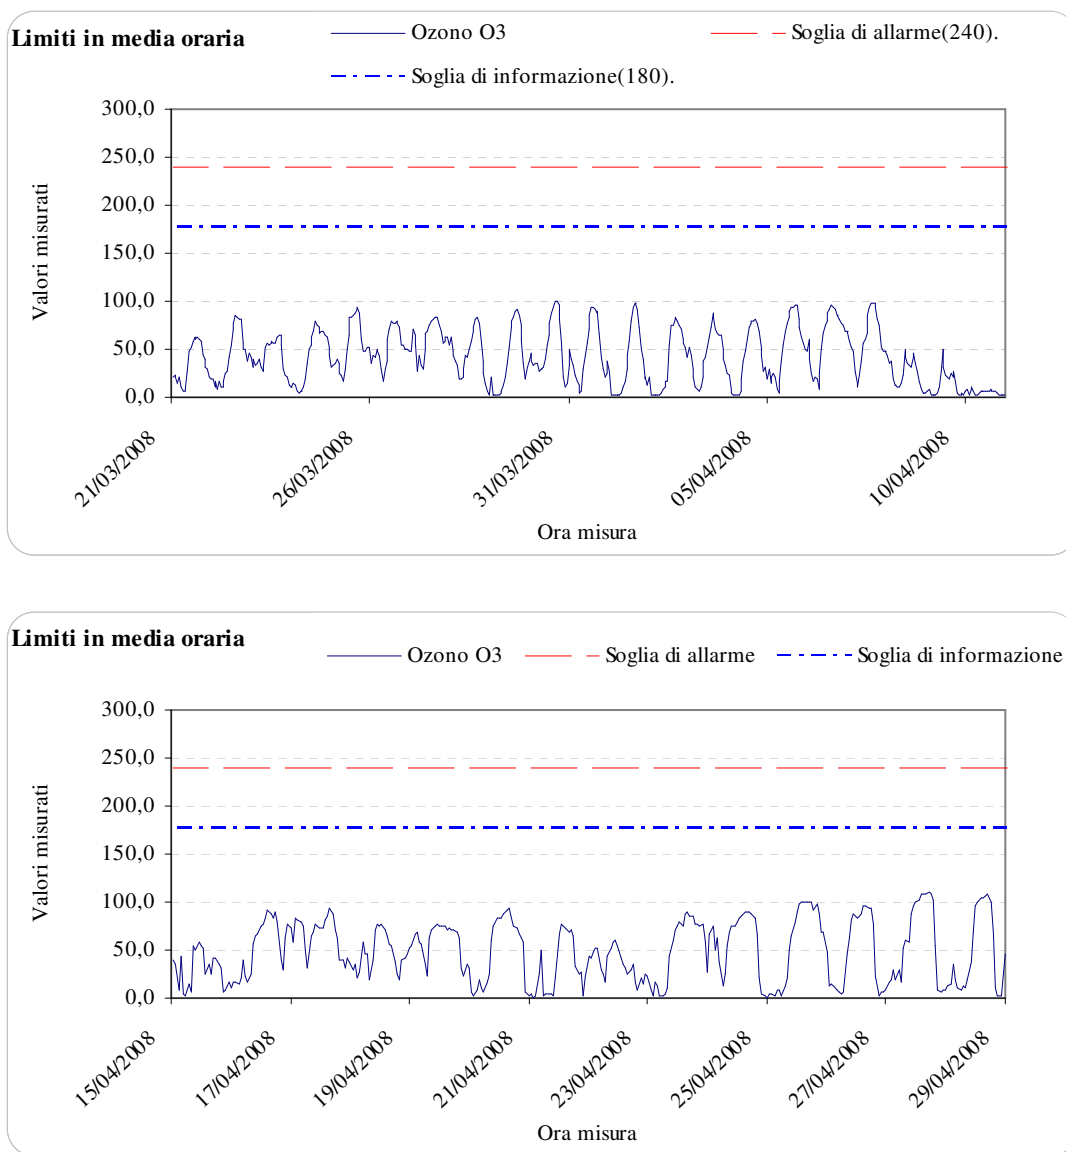 Limiti in media oraria
Ozono O3
Soglia di allarme(240).
Soglia di informazione(180).
300,0
250,0
200,0
150,0
100,0
50,0
0,0
Valori misurati
21/03/2008
26/03/2008
31/03/2008
05/04/2008
10/04/2008
Ora misura
Limiti in media oraria
Ozono O3
Soglia di allarme
Soglia di informazione
300,0
250,0
200,0
150,0
100,0
50,0
0,0
Valori misurati
15/04/2008
17/04/2008
19/04/2008
21/04/2008
23/04/2008
25/04/2008
27/04/2008
29/04/2008
Ora misura